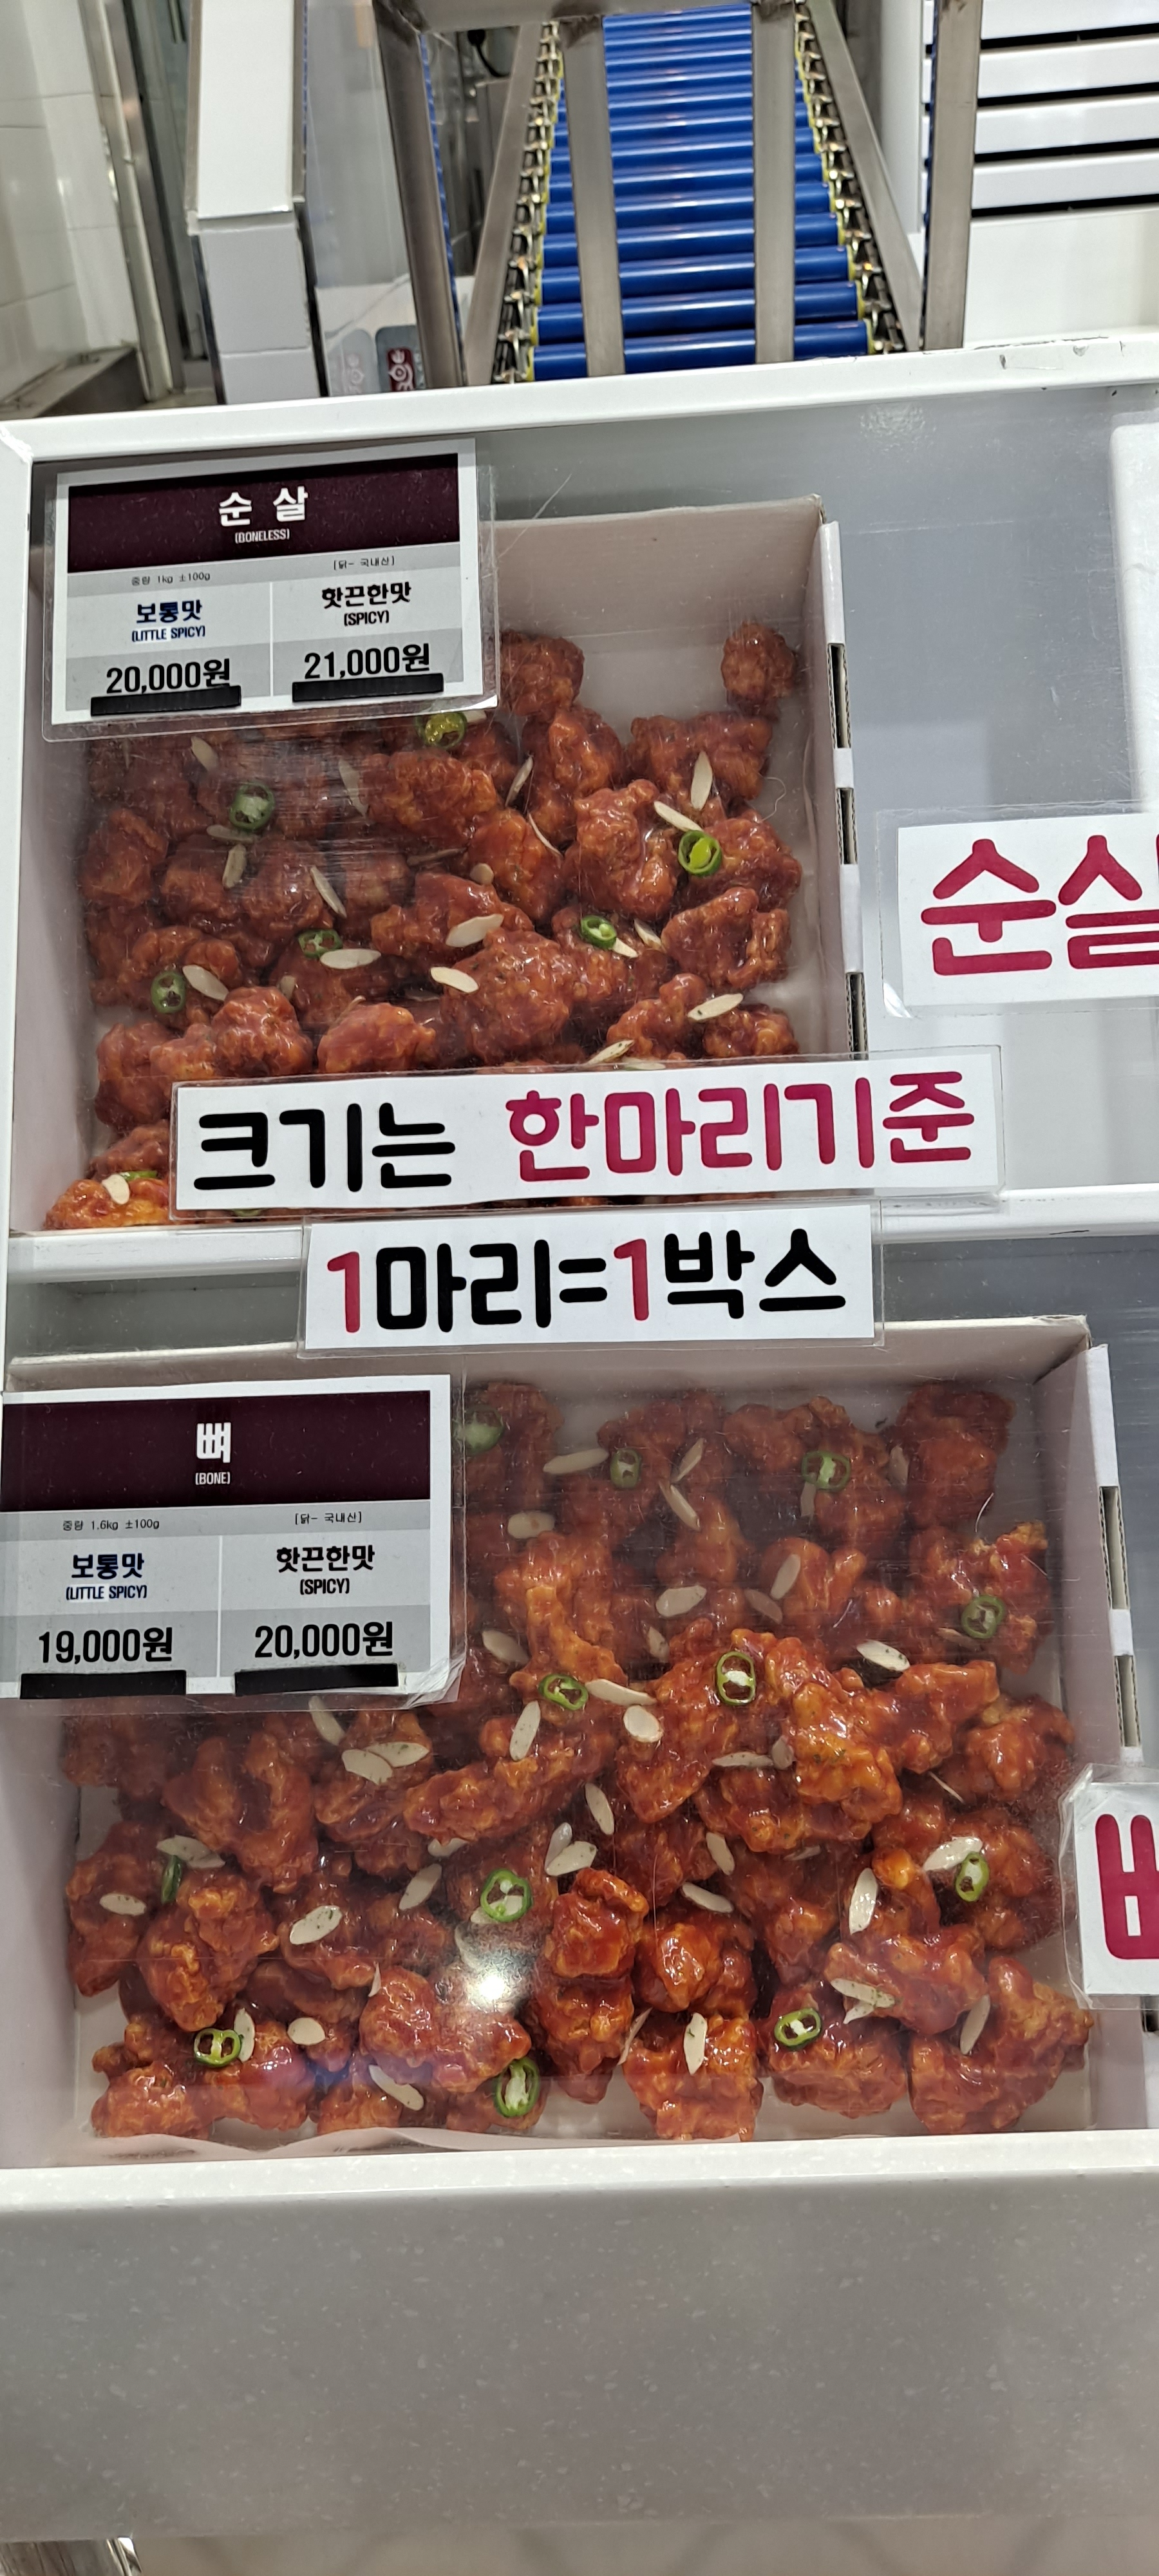 순살
(BONELESS)
중량 1kg ±100g
[닭- 국내산]
보통맛
(LITTLE SPICY)
핫끈한맛
(SPICY)
20,000원
21,000원
순살
크기는 한마리기준
1마리=1박스
뼈
(BONE)
중량 1.6kg ±100g
[닭- 국내산]
보통맛
(LITTLE SPICY)
핫끈한맛
(SPICY)
19,000원
20,000원